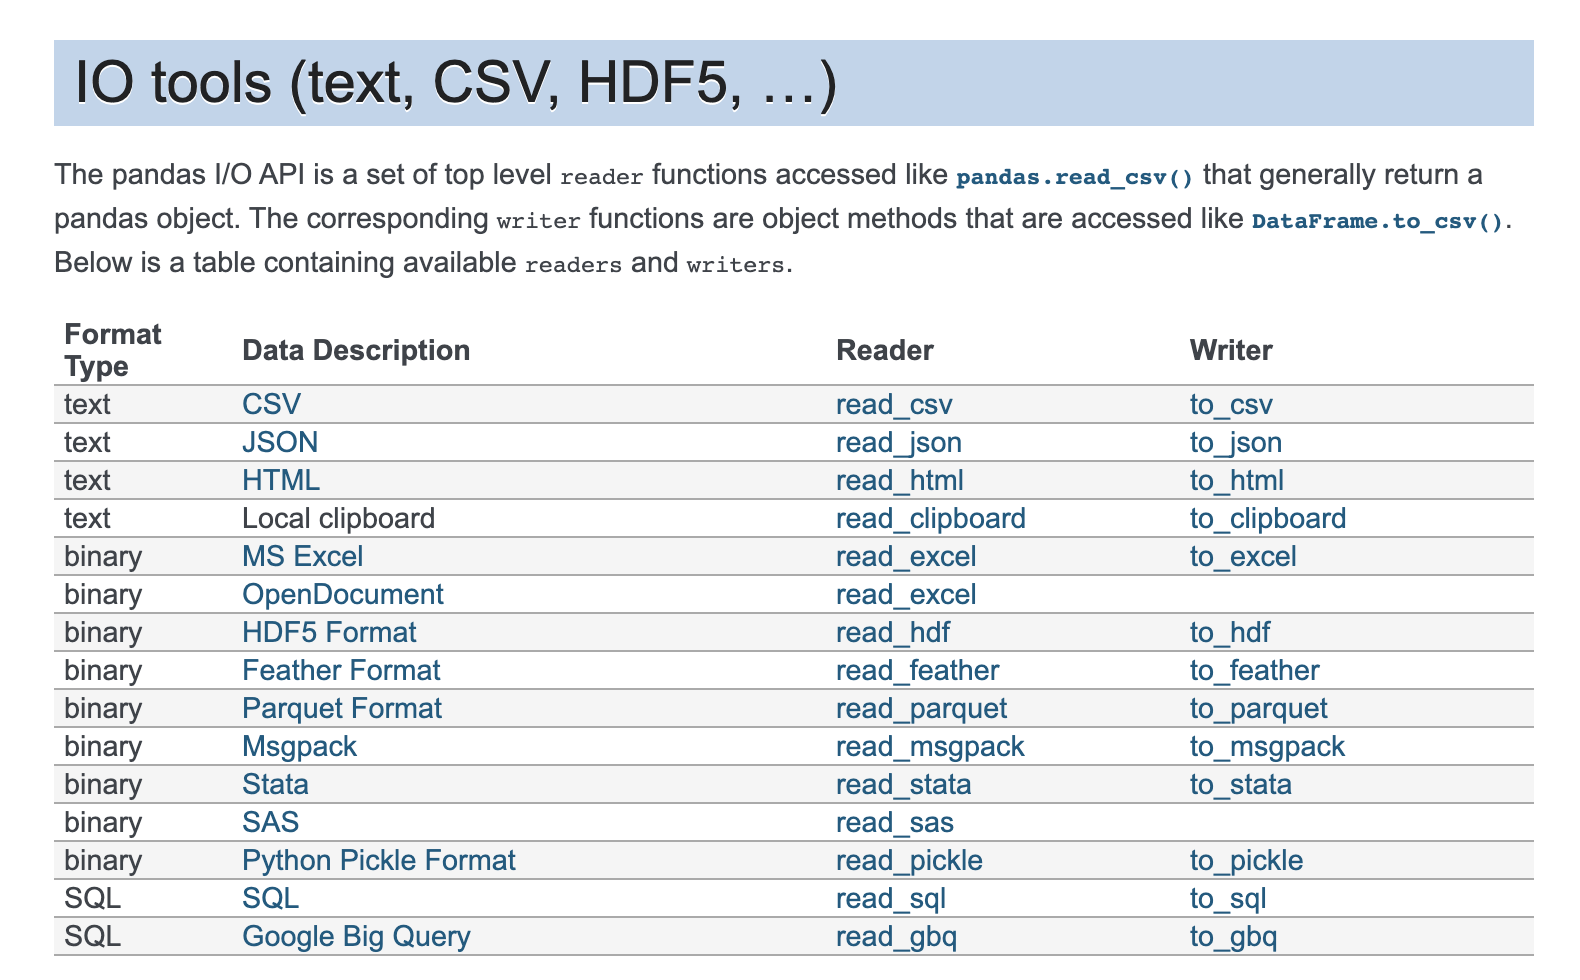 IO tools (text, CSV, HDF5, …)
The pandas I/O API is a set of top level reader functions accessed like pandas.read_csv() that generally return a
pandas object. The corresponding writer functions are object methods that are accessed like DataFrame.to_csv().
Below is a table containing available readers and writers.
Format Type Data Description Reader Writer
text CSV read_csv to_csv
text JSON read_json to_json
text HTML read_html to_html
text Local clipboard read_clipboard to_clipboard
binary MS Excel read_excel to_excel
binary OpenDocument read_excel
binary HDF5 Format read_hdf to_hdf
binary Feather Format read_feather to_feather
binary Parquet Format read_parquet to_parquet
binary Msgpack read_msgpack to_msgpack
binary Stata read_stata to_stata
binary SAS read_sas
binary Python Pickle Format read_pickle to_pickle
SQL SQL read_sql to_sql
SQL Google Big Query read_gbq to_gbq